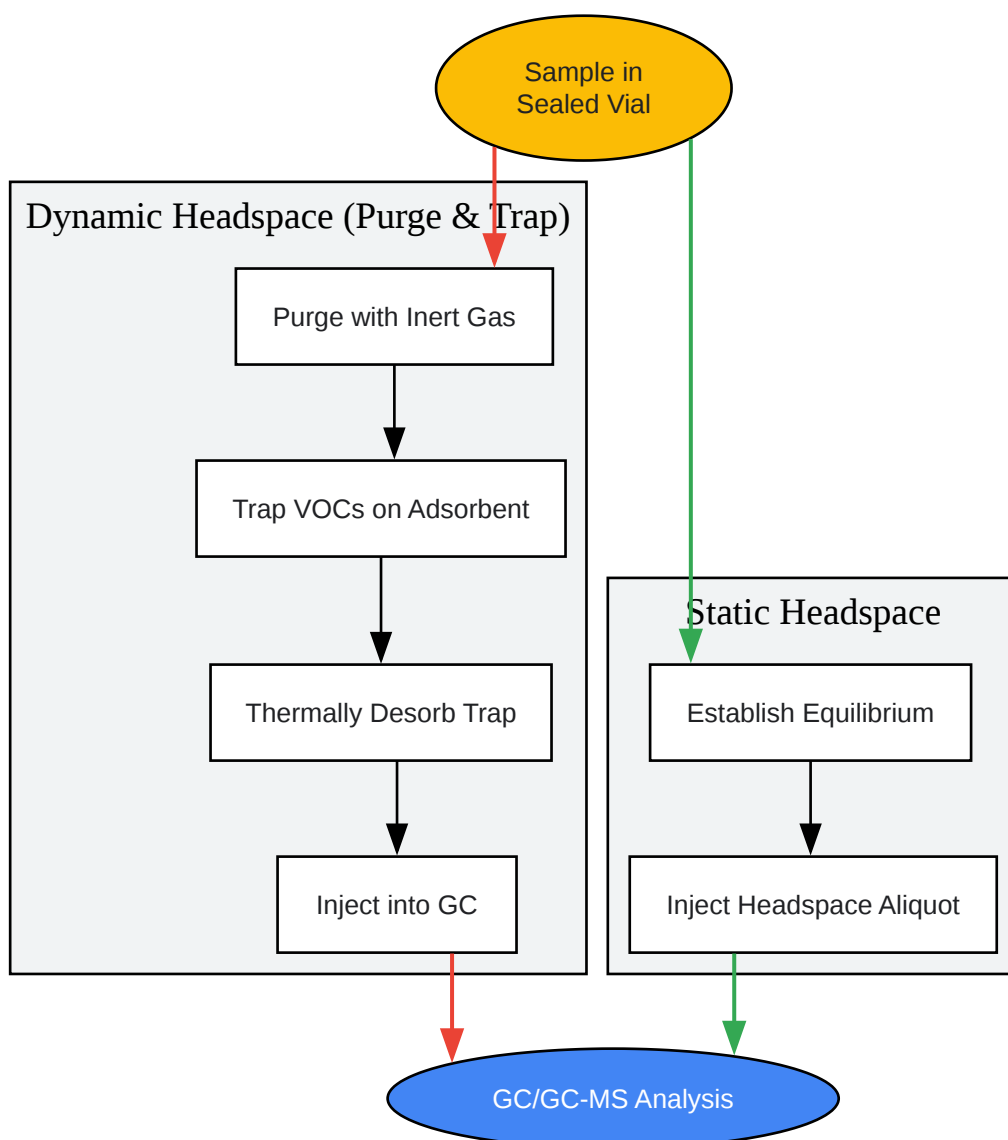 Sample in
Sealed Vial
Dynamic Headspace (Purge & Trap)
Purge with Inert Gas
Trap VOCs on Adsorbent
Thermally Desorb Trap
Inject into GC
Static Headspace
Establish Equilibrium
Inject Headspace Aliquot
GC/GC-MS Analysis